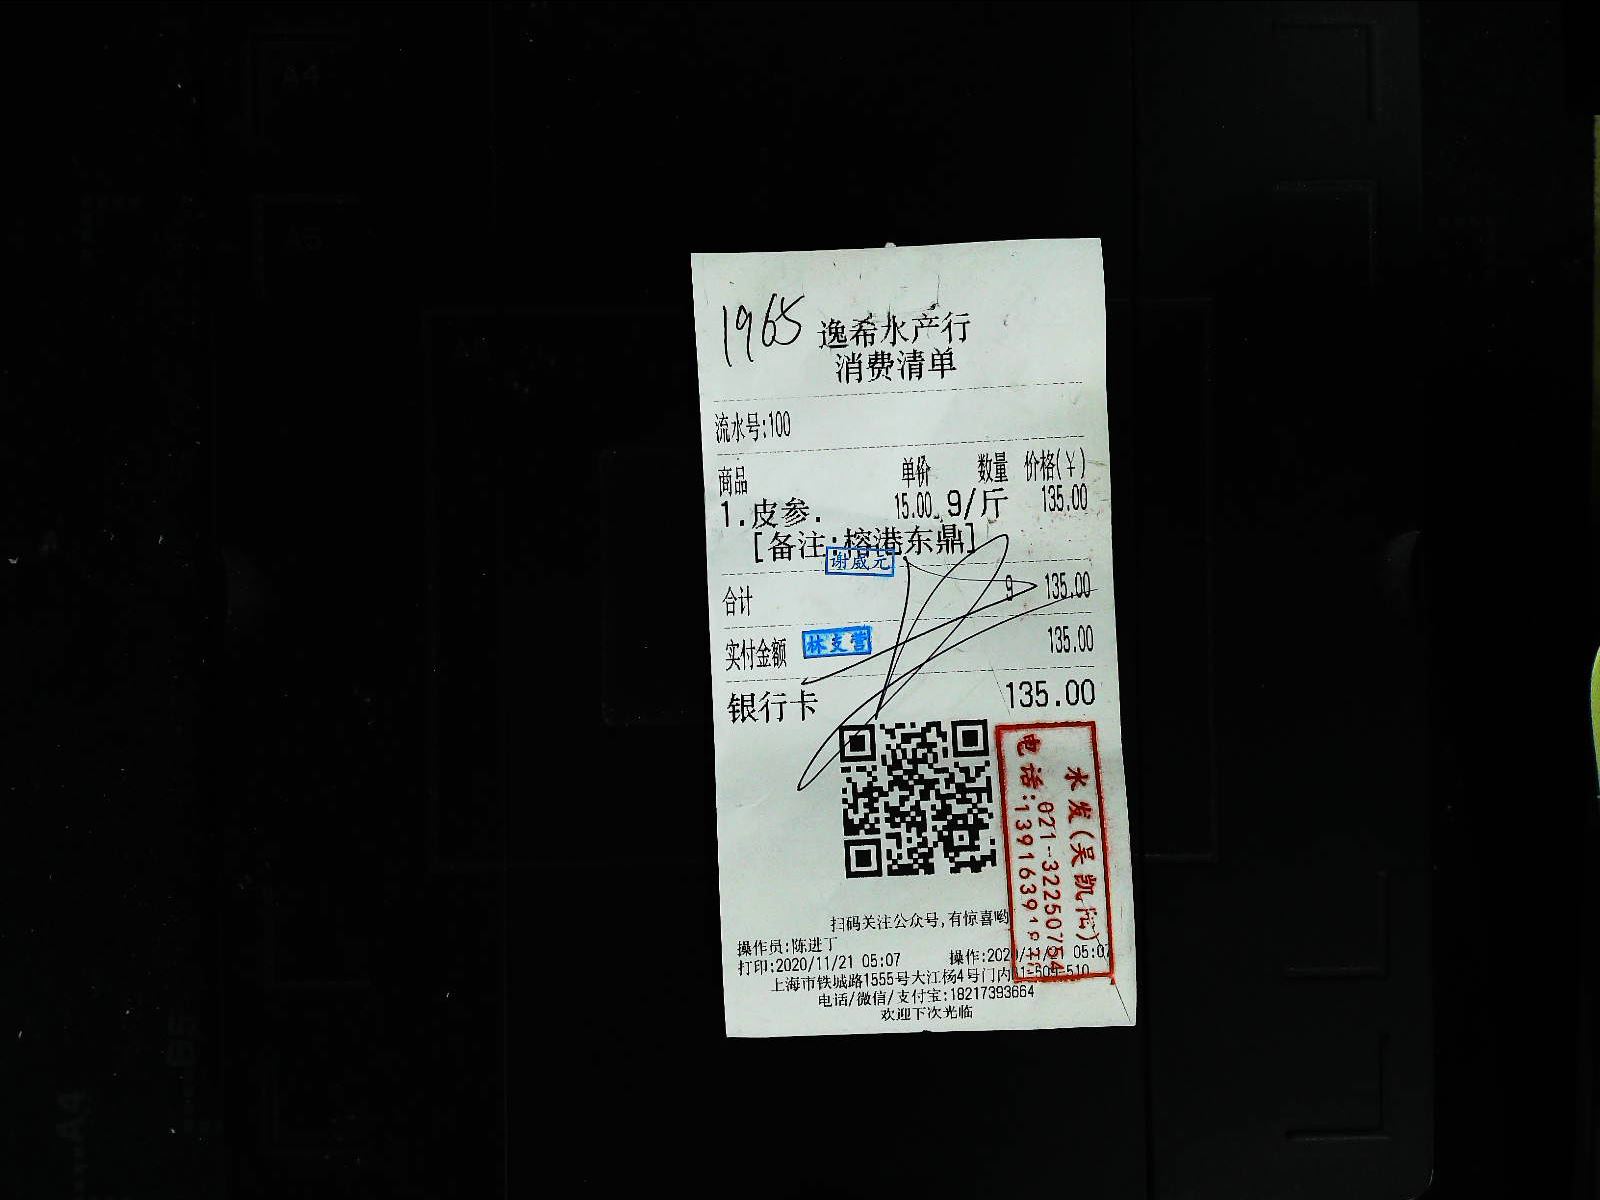 1965
逸希水产行
消费清单
流水号:100
商品 单价 数量 价格(¥)
1.皮参. 15.00 9/斤 135.00
[备注:榕港东鼎]
谢威元
合计 9 135.00
实付金额 林支营 135.00
银行卡 135.00
水发(吴凯
021-32250754
电话:139163919
扫码关注公众号,有惊喜哟
操作员:陈进丁
打印:2020/11/21 05:07 操作:2020/11/21 05:07
上海市铁城路1555号大江杨4号门内
电话/微信/支付宝:18217393664
欢迎下次光临